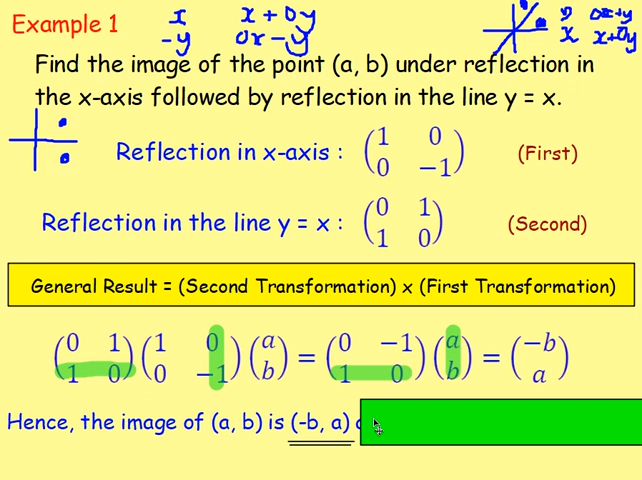 Example 1
x x + 0y
-y 0x - y
y 0x + y
x x + 0y
Find the image of the point (a, b) under reflection in
the x-axis followed by reflection in the line y = x.
Reflection in x-axis : (1 0 (First)
0 -1)
Reflection in the line y = x : (0 1 (Second)
1 0)
General Result = (Second Transformation) x (First Transformation)
(0 1 (1 0 (a = (0 -1 (a = (-b
1 0) 0 -1) b) 1 0) b) a)
Hence, the image of (a, b) is (-b, a)